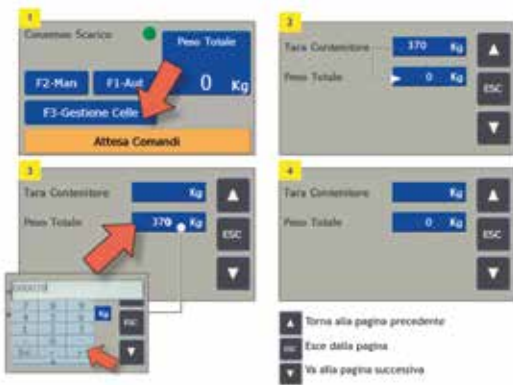 1
Consenso Scarico
Peso Totale
0 Kg
F2-Man
F1-Aut
F3-Gestione Celle
Attesa Comandi
2
Tara Contenitore
370 Kg
Peso Totale
0 Kg
ESC
3
Tara Contenitore
Kg
Peso Totale
370 Kg
ESC
Kg
ESC
4
Tara Contenitore
Kg
Peso Totale
0 Kg
ESC
Torna alla pagina precedente
ESC Esce dalla pagina
Va alla pagina successiva